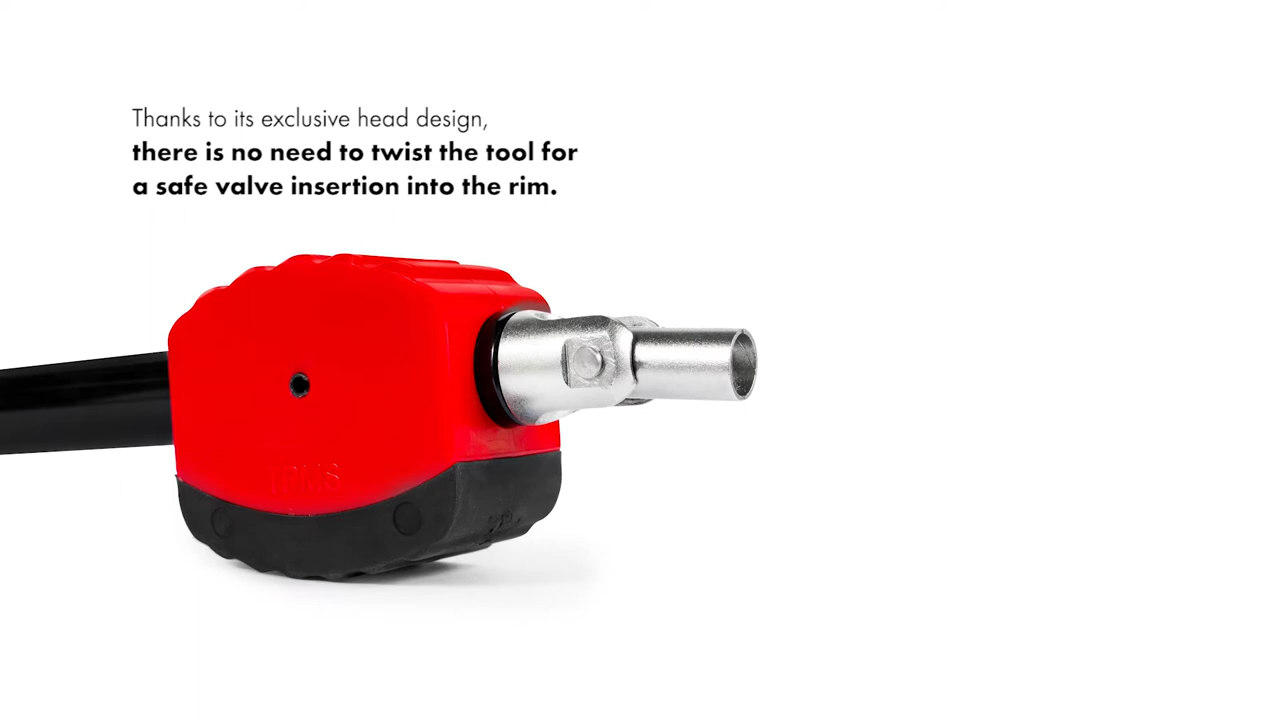 Thanks to its exclusive head design,
there is no need to twist the tool for
a safe valve insertion into the rim.
TPMS